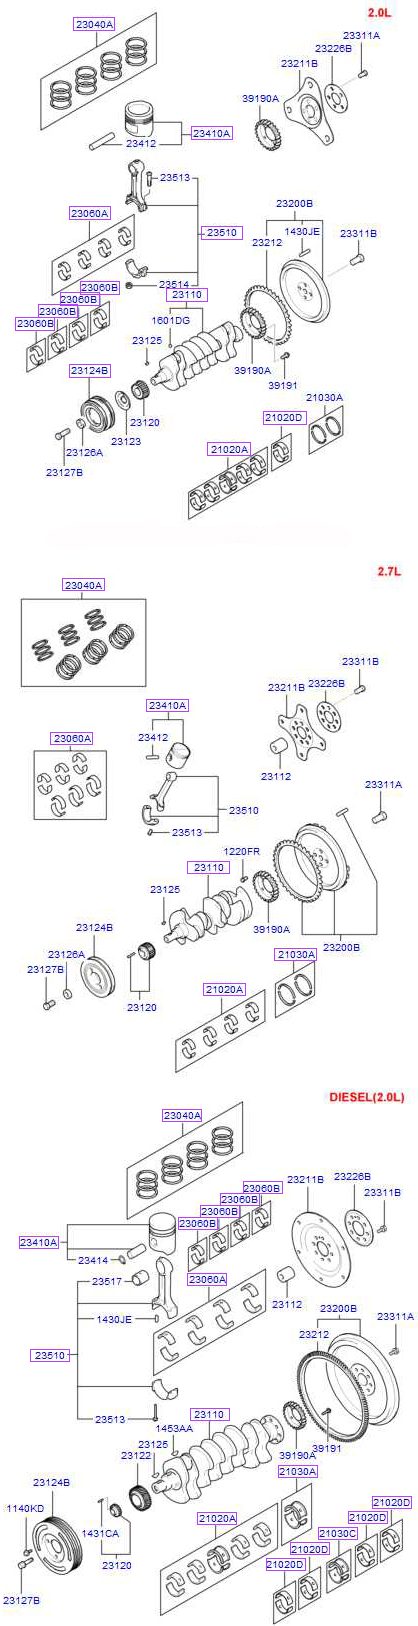 2.0L
23040A
23311A
23226B
23211B
39190A
23410A
23412
23513
23510
23060A
23200B
1430JE
23212
23311B
23514
23060B
23060B
23060B
23060B
23110
1601DG
23125
39190A
39191
23124B
21030A
23120
21020D
23123
23126A
21020A
23127B
2.7L
23040A
23311B
23226B
23211B
23410A
23412
23060A
23112
23311A
23510
23513
1220FR
23110
23125
39190A
23124B
23200B
23126A
21030A
23127B
21020A
23120
DIESEL(2.0L)
23040A
23211B
23226B
23060B
23311B
23060B
23060B
23060B
23410A
23414
23517
23060A
23112
23200B
23311A
1430JE
23212
23510
23110
23513
1453AA
23125
39191
39190A
23122
21030A
23124B
1140KD
21020D
21020A
21020D
1431CA
21030C
21020D
23120
21020D
23127B